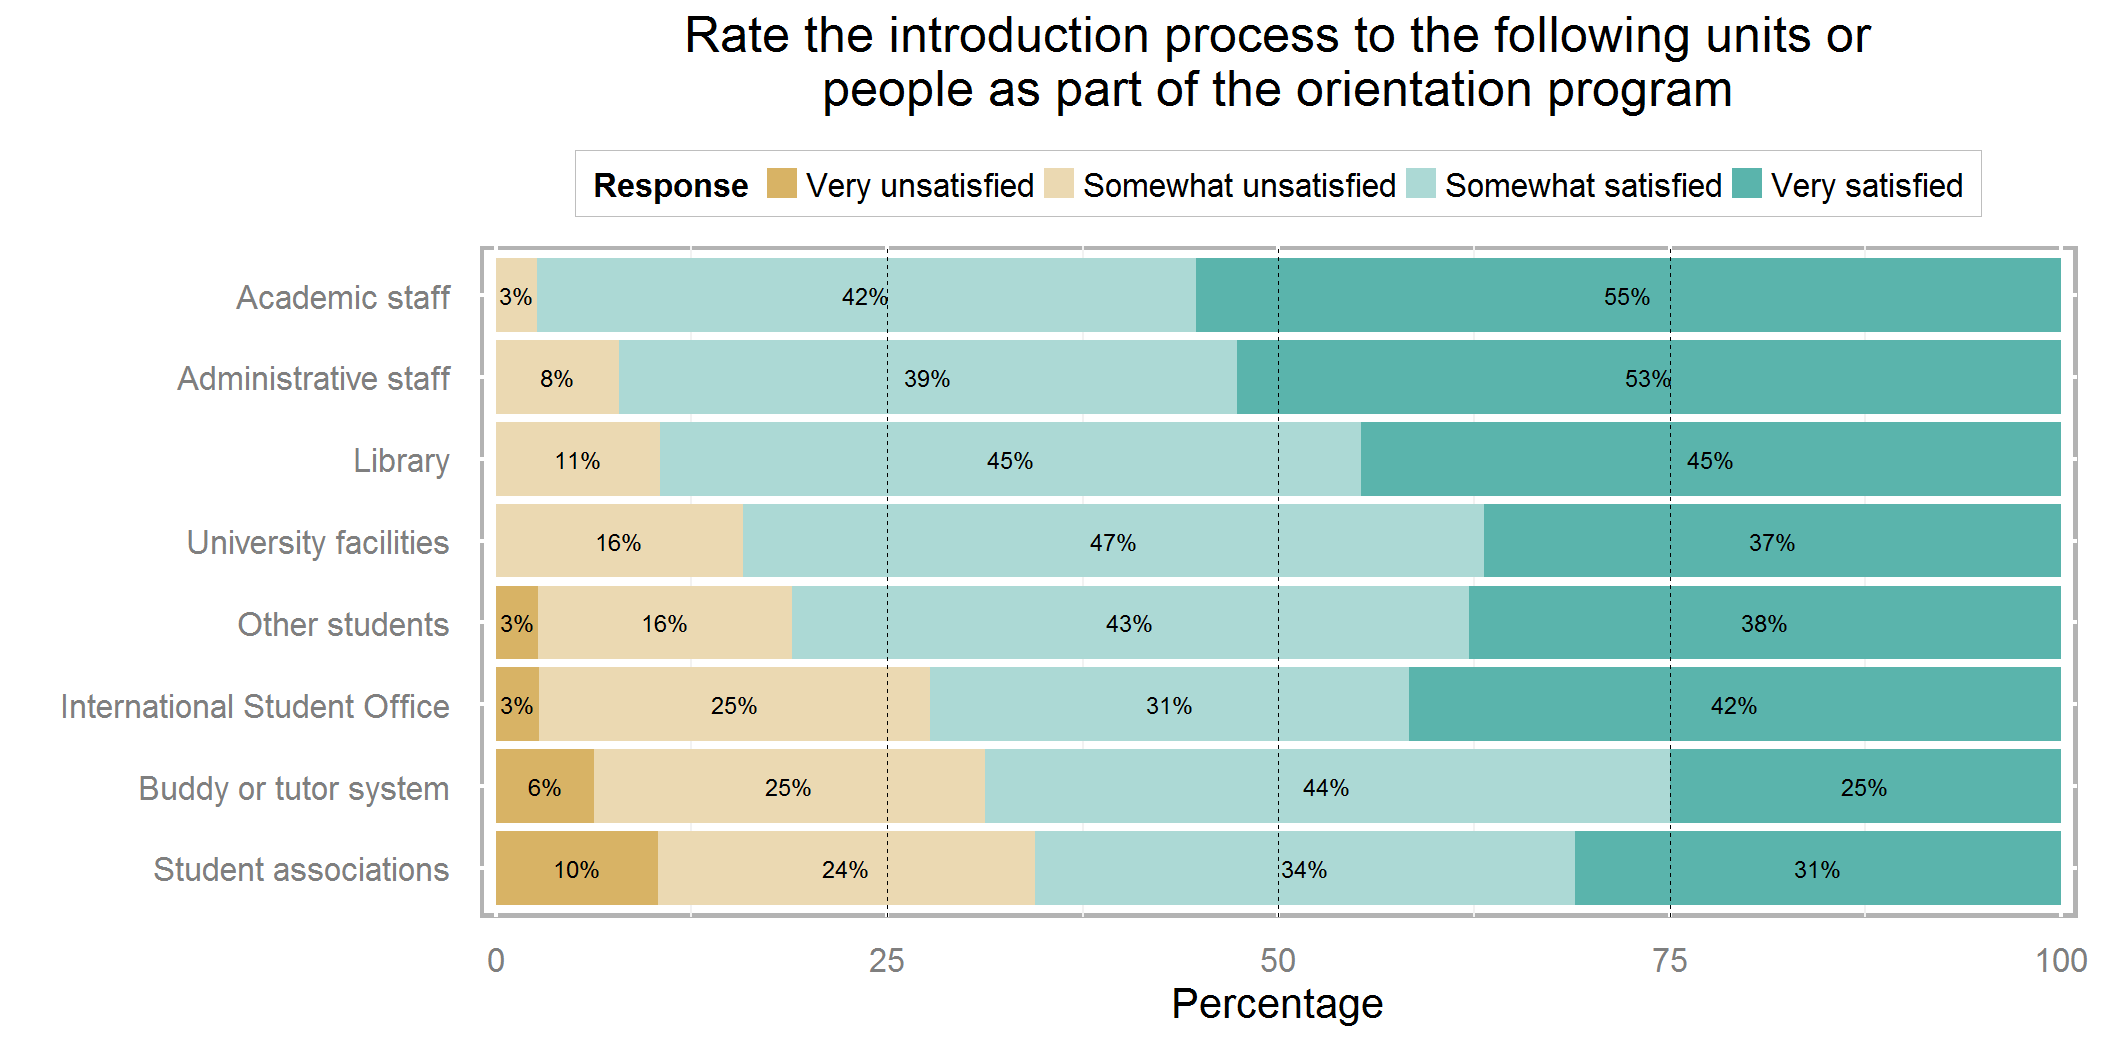 Rate the introduction process to the following units or
people as part of the orientation program
Response Very unsatisfied Somewhat unsatisfied Somewhat satisfied Very satisfied
Academic staff 3% 42% 55%
Administrative staff 8% 39% 53%
Library 11% 45% 45%
University facilities 16% 47% 37%
Other students 3% 16% 43% 38%
International Student Office 3% 25% 31% 42%
Buddy or tutor system 6% 25% 44% 25%
Student associations 10% 24% 34% 31%
0 25 50 75 100
Percentage